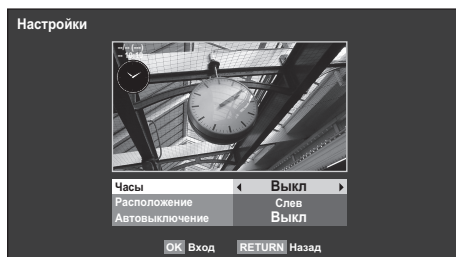 Настройки
--/-- (---)
Часы Выкл
Расположение Слев
Автовыключение Выкл
OK Вход RETURN Назад